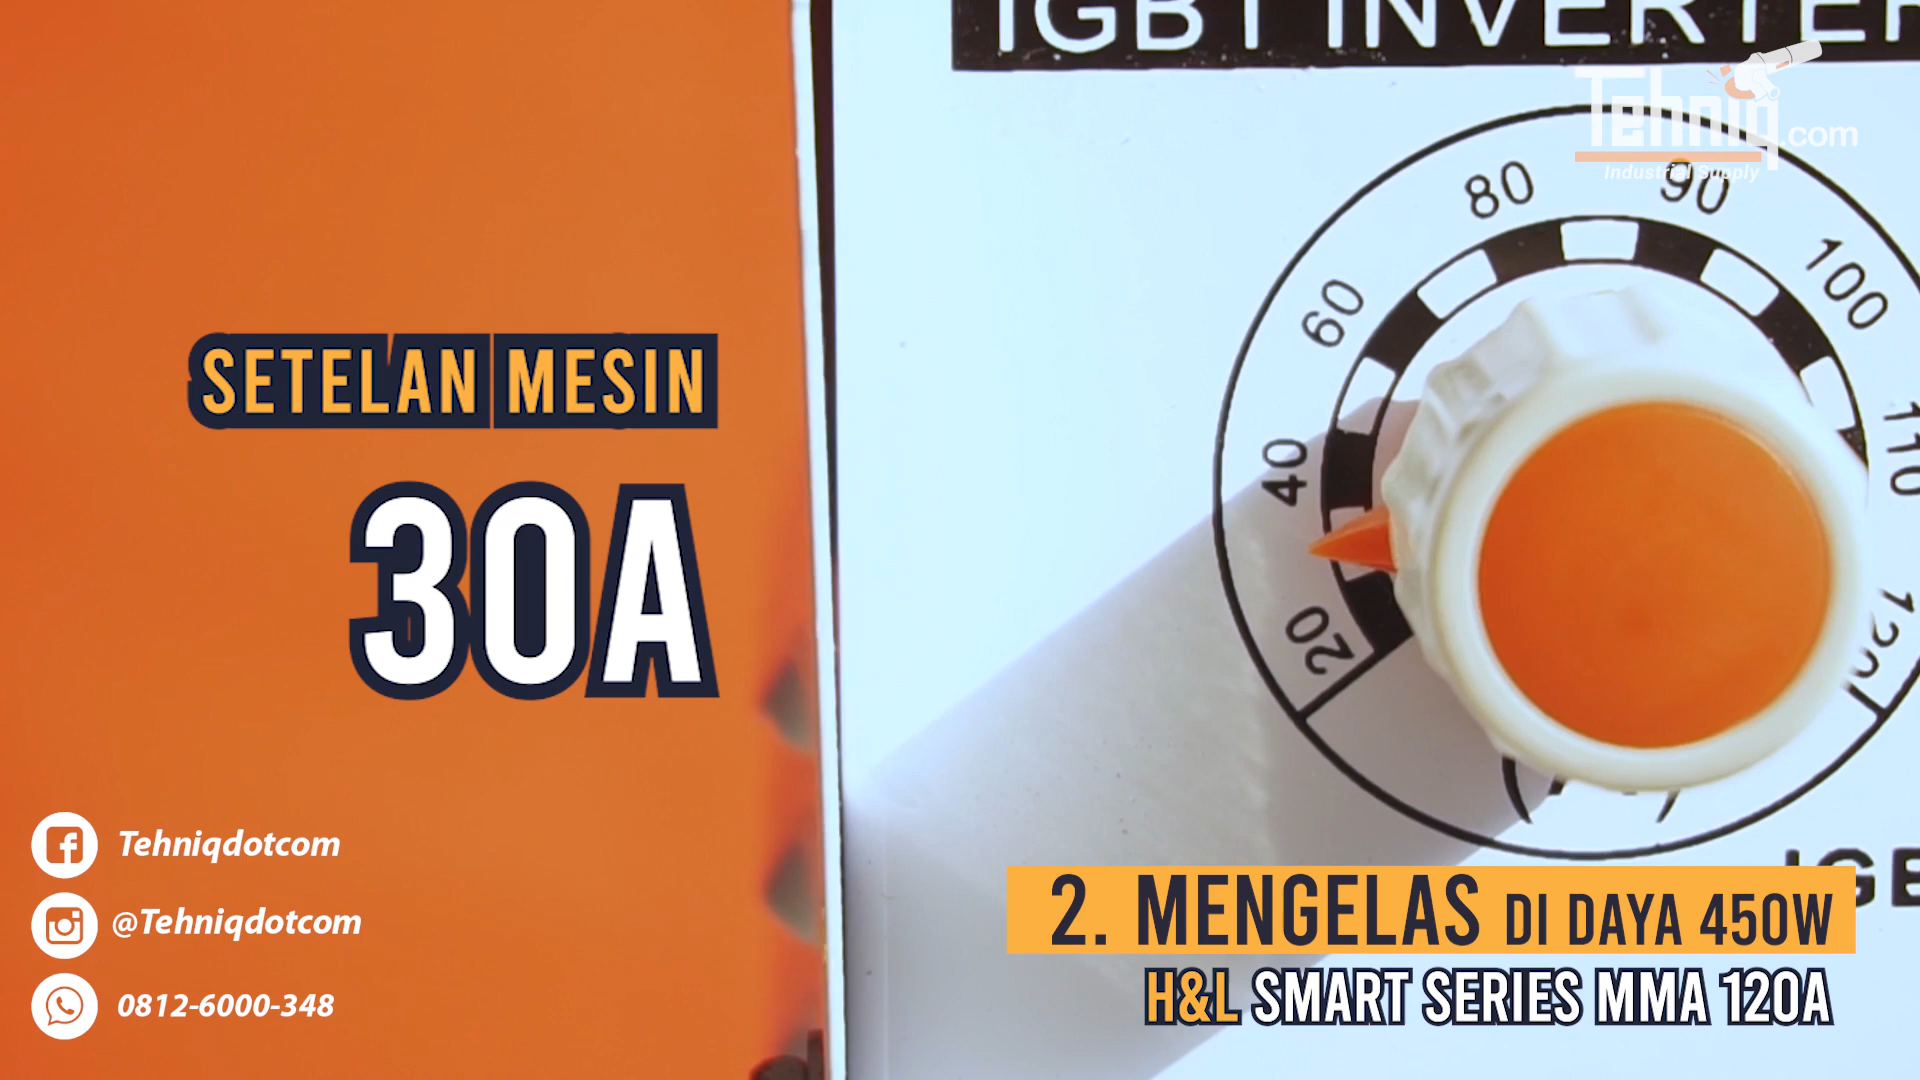 IGBT INVERTER
Tehniq.com
Industrial Supply
80
90
100
60
110
40
20
120
SETELAN MESIN
30A
Tehniqdotcom
@Tehniqdotcom
0812-6000-348
2. MENGELAS DI DAYA 450W
H&L SMART SERIES MMA 120A